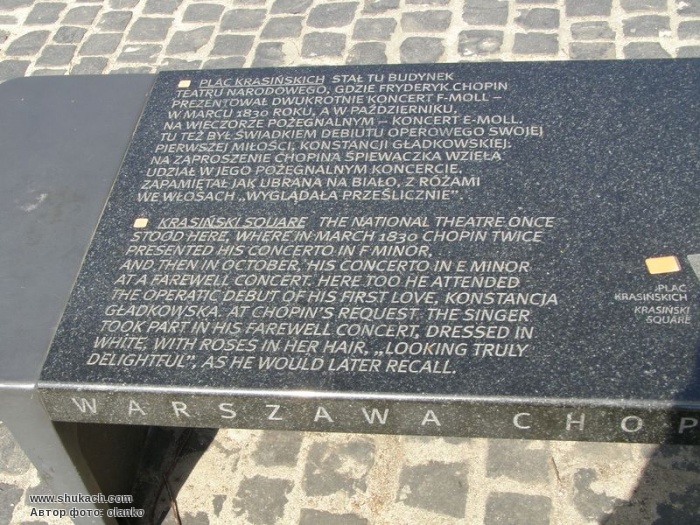 PLAC KRASIŃSKICH STAŁ TU BUDYNEK
TEATRU NARODOWEGO, GDZIE FRYDERYK CHOPIN
PREZENTOWAŁ DWUKROTNIE KONCERT F-MOLL –
W MARCU 1830 ROKU, A W PAŹDZIERNIKU,
NA WIECZORZE POŻEGNALNYM – KONCERT E-MOLL.
TU TEŻ BYŁ ŚWIADKIEM DEBIUTU OPEROWEGO SWOJEJ
PIERWSZEJ MIŁOŚCI, KONSTANCJI GŁADKOWSKIEJ.
NA ZAPROSZENIE CHOPINA ŚPIEWACZKA WZIĘŁA
UDZIAŁ W JEGO POŻEGNALNYM KONCERCIE.
ZAPAMIĘTAŁ JAK UBRANA NA BIAŁO, Z RÓŻAMI
WE WŁOSACH „WYGLĄDAŁA PRZEŚLICZNIE”.
KRASIŃSKI SQUARE THE NATIONAL THEATRE ONCE
STOOD HERE, WHERE IN MARCH 1830 CHOPIN TWICE
PRESENTED HIS CONCERTO IN F MINOR,
AND THEN IN OCTOBER, HIS CONCERTO IN E MINOR
AT A FAREWELL CONCERT. HERE TOO HE ATTENDED
THE OPERATIC DEBUT OF HIS FIRST LOVE, KONSTANCJA
GŁADKOWSKA. AT CHOPIN'S REQUEST THE SINGER
TOOK PART IN HIS FAREWELL CONCERT, DRESSED IN
WHITE, WITH ROSES IN HER HAIR, „LOOKING TRULY
DELIGHTFUL”, AS HE WOULD LATER RECALL.
PLAC
KRASIŃSKICH
KRASIŃSKI
SQUARE
WARSZAWA CHOP
www.shukach.com
Автор фото: olanko